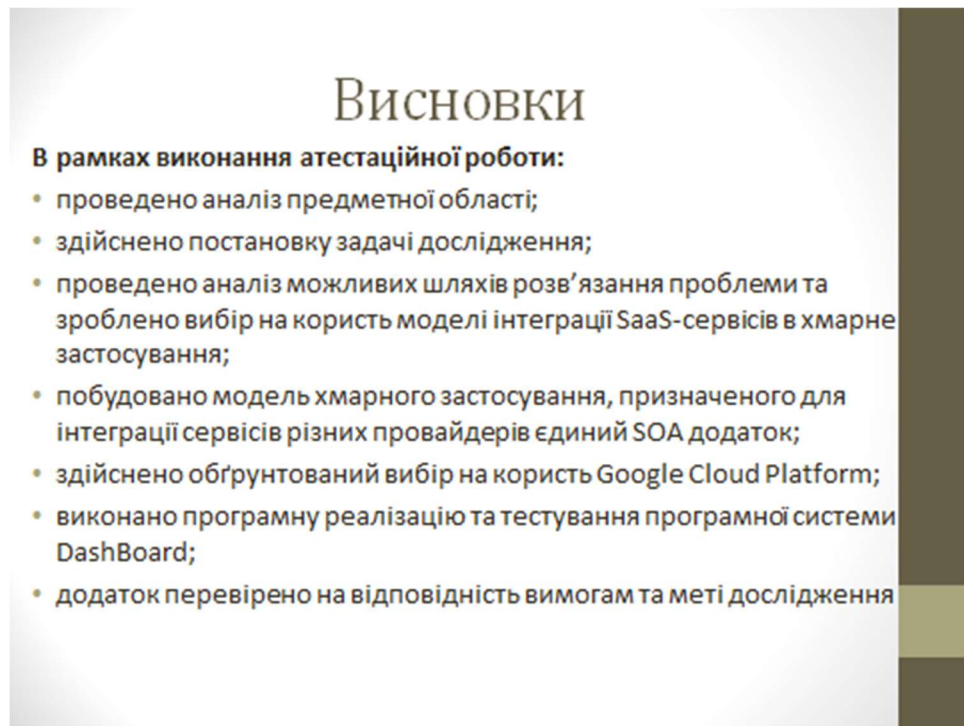 Висновки
В рамках виконання атестаційної роботи:
• проведено аналіз предметної області;
• здійснено постановку задачі дослідження;
• проведено аналіз можливих шляхів розв’язання проблеми та
зроблено вибір на користь моделі інтеграції SaaS-сервісів в хмарне
застосування;
• побудовано модель хмарного застосування, призначеного для
інтеграції сервісів різних провайдерів єдиний SOA додаток;
• здійснено обґрунтований вибір на користь Google Cloud Platform;
• виконано програмну реалізацію та тестування програмної системи
DashBoard;
• додаток перевірено на відповідність вимогам та меті дослідження